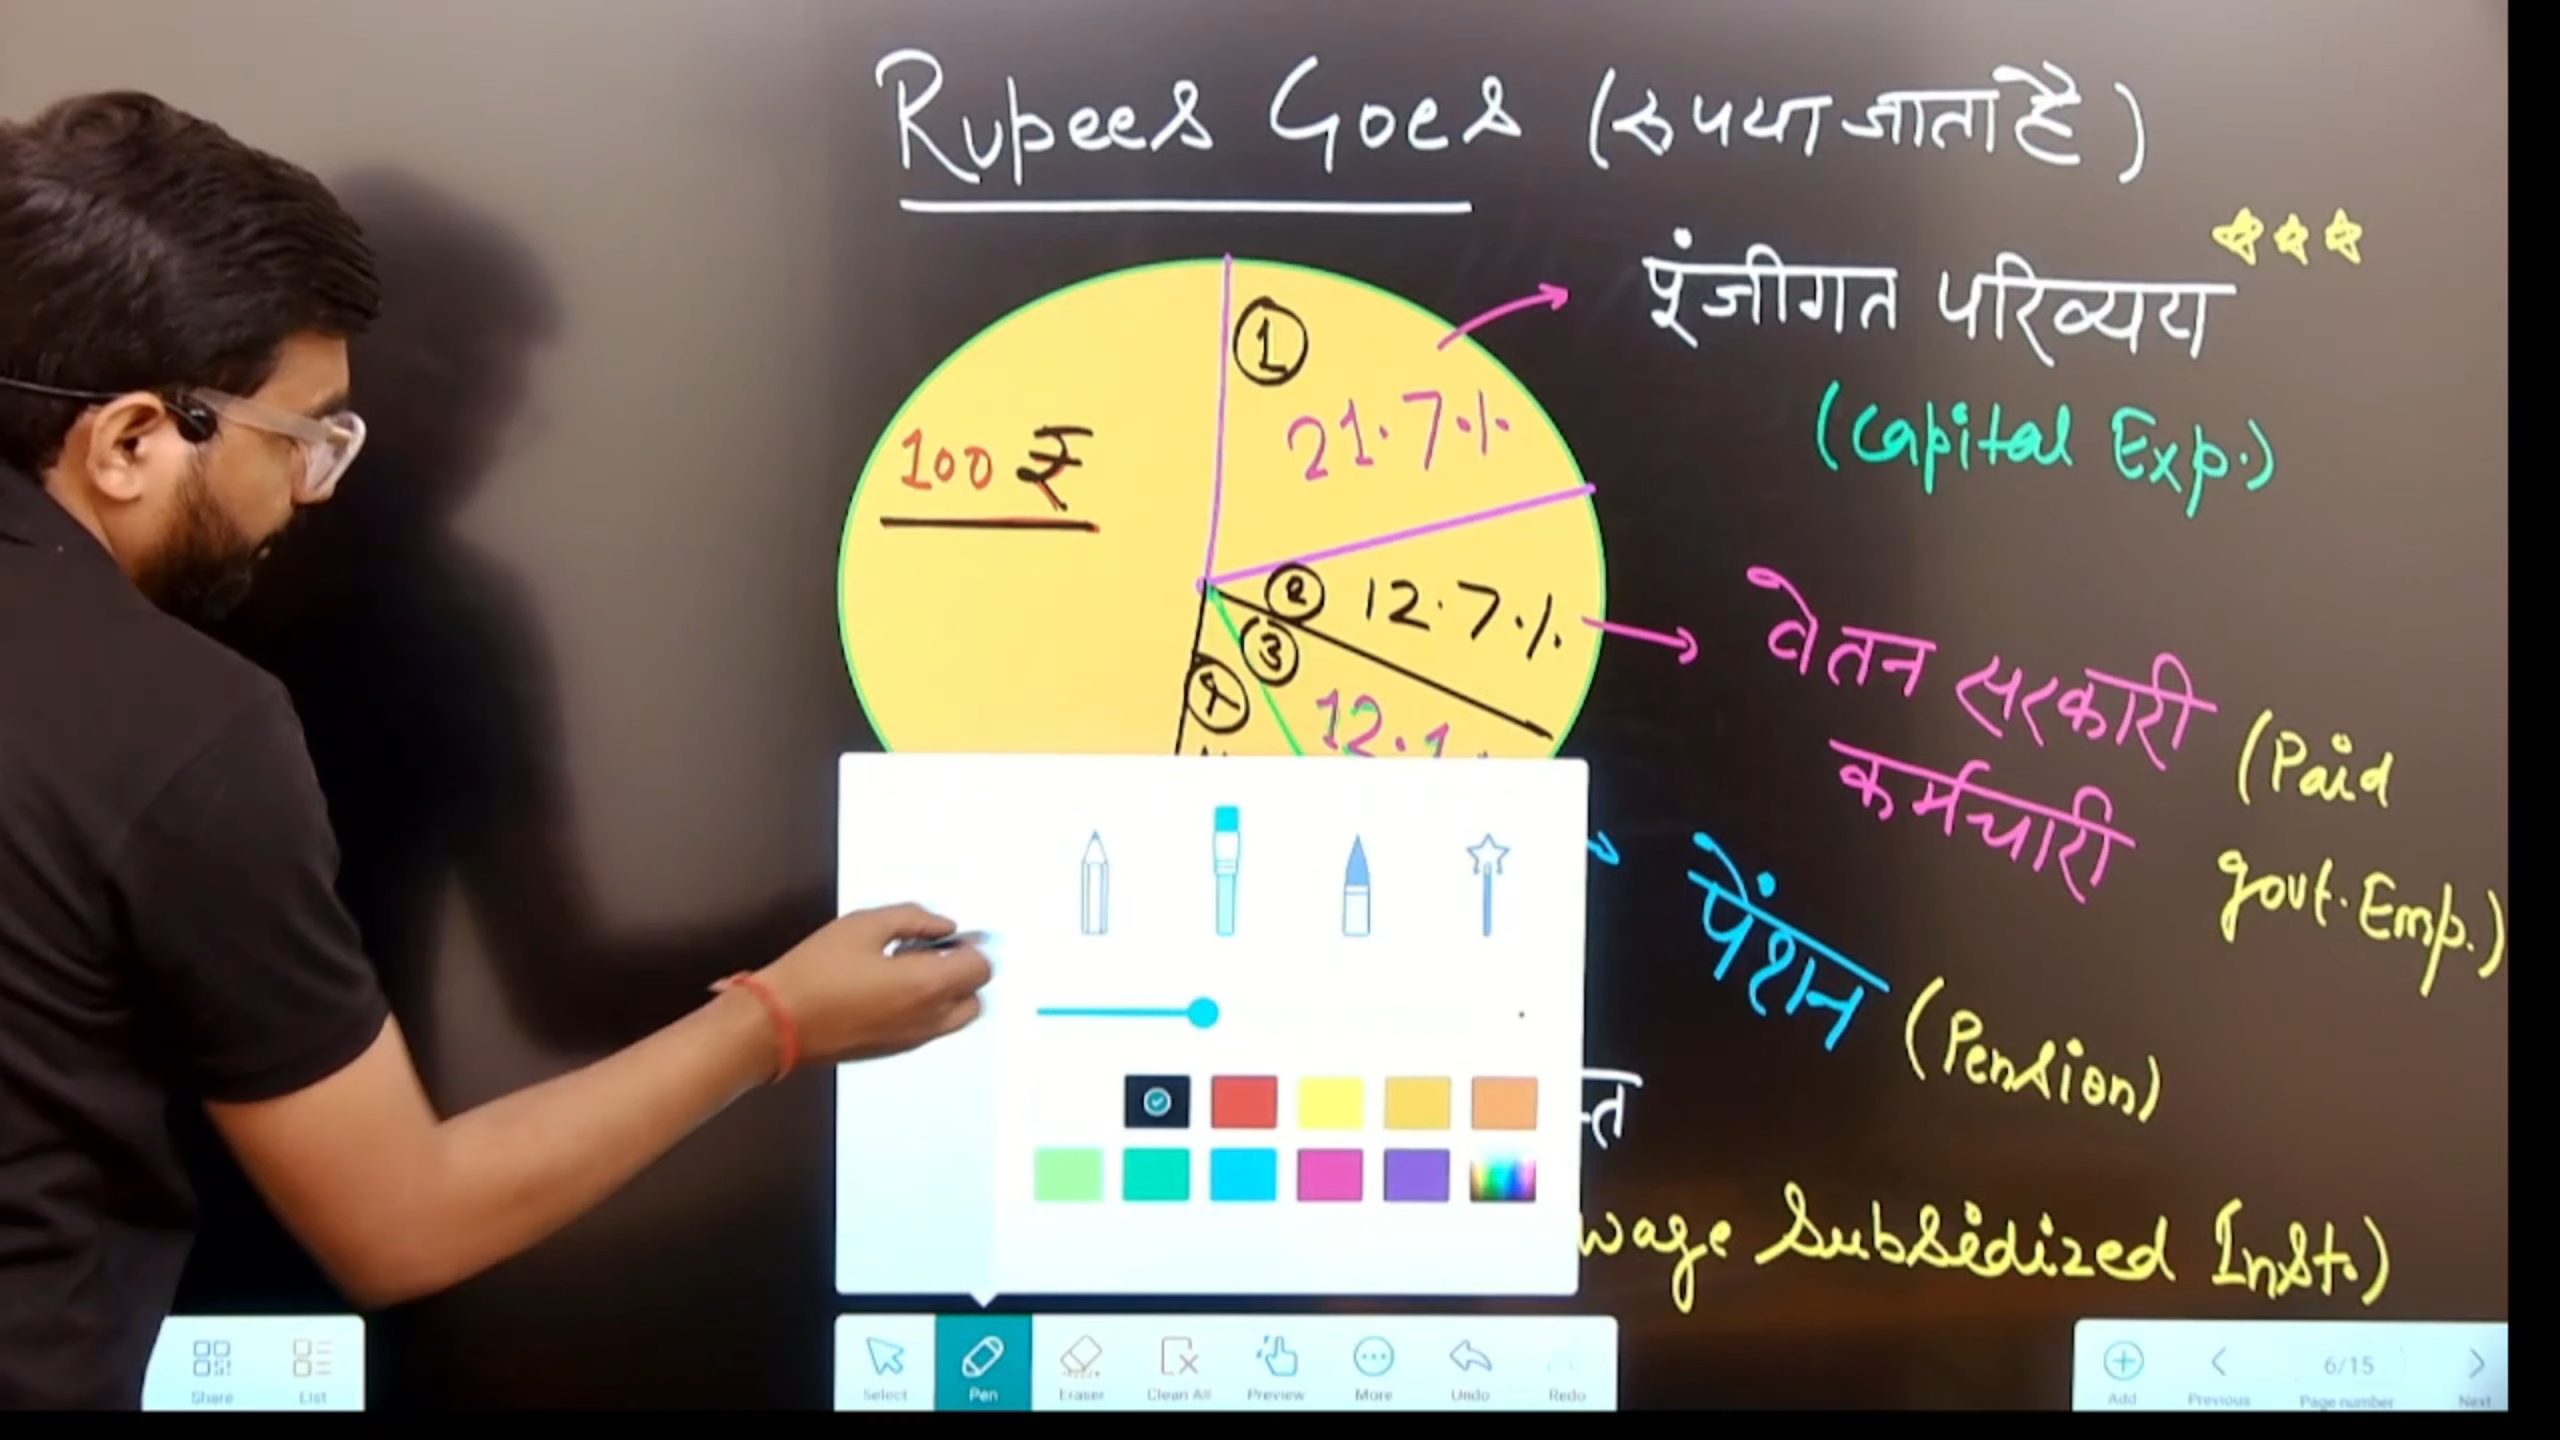 Rupees Goes (रुपया जाता है)
पूंजीगत परिव्यय
(Capital Exp.)
100 ₹
1
21.7%
2 12.7%
3
12.1
4
वेतन सरकारी
कर्मचारी
(Paid
govt. Emp.)
पेंशन (Pension)
wage Subsidized Inst.)
Share
List
Select
Pen
Eraser
Clean All
Preview
More
Undo
Redo
Add
Previous
6/15
Page number
Next